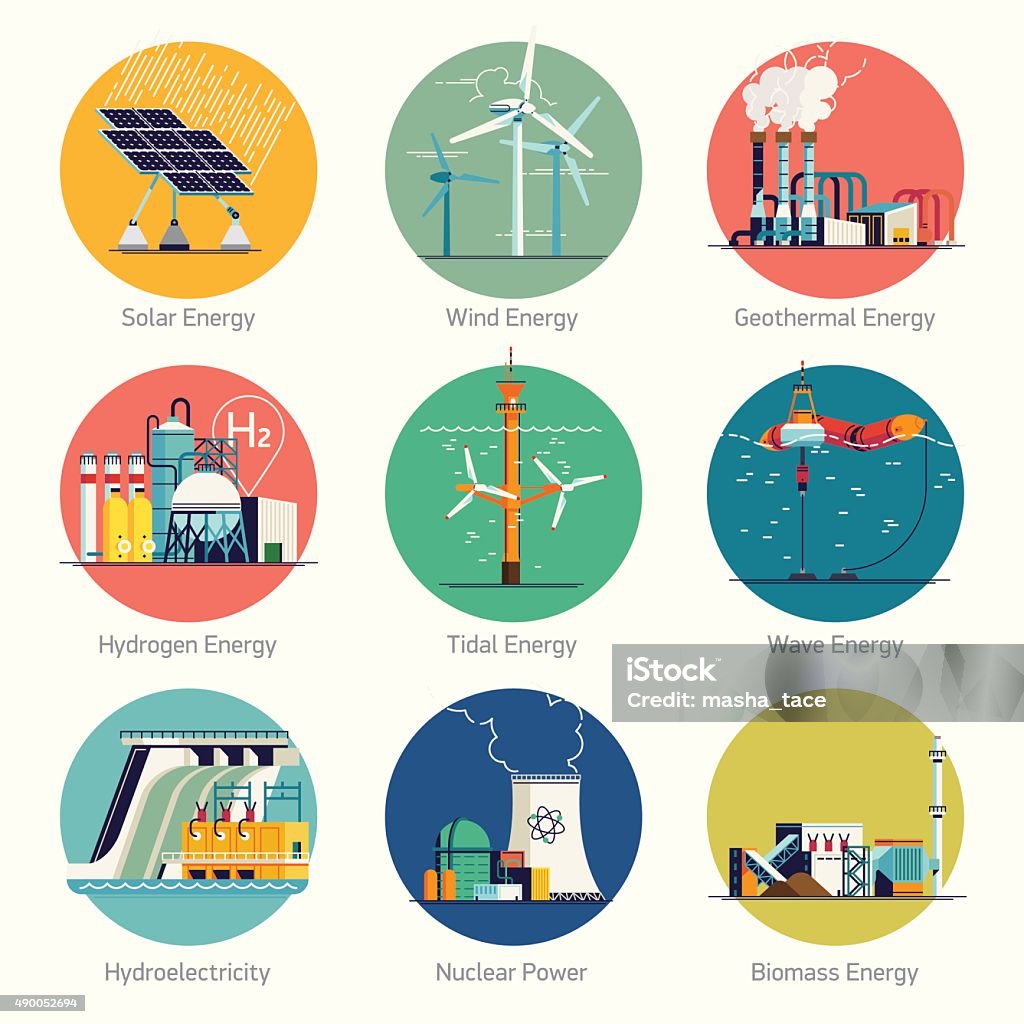 Solar Energy
Wind Energy
Geothermal Energy
H2
Hydrogen Energy
Tidal Energy
Wave Energy
iStock
Credit: masha_tace
Hydroelectricity
Nuclear Power
Biomass Energy
490052694